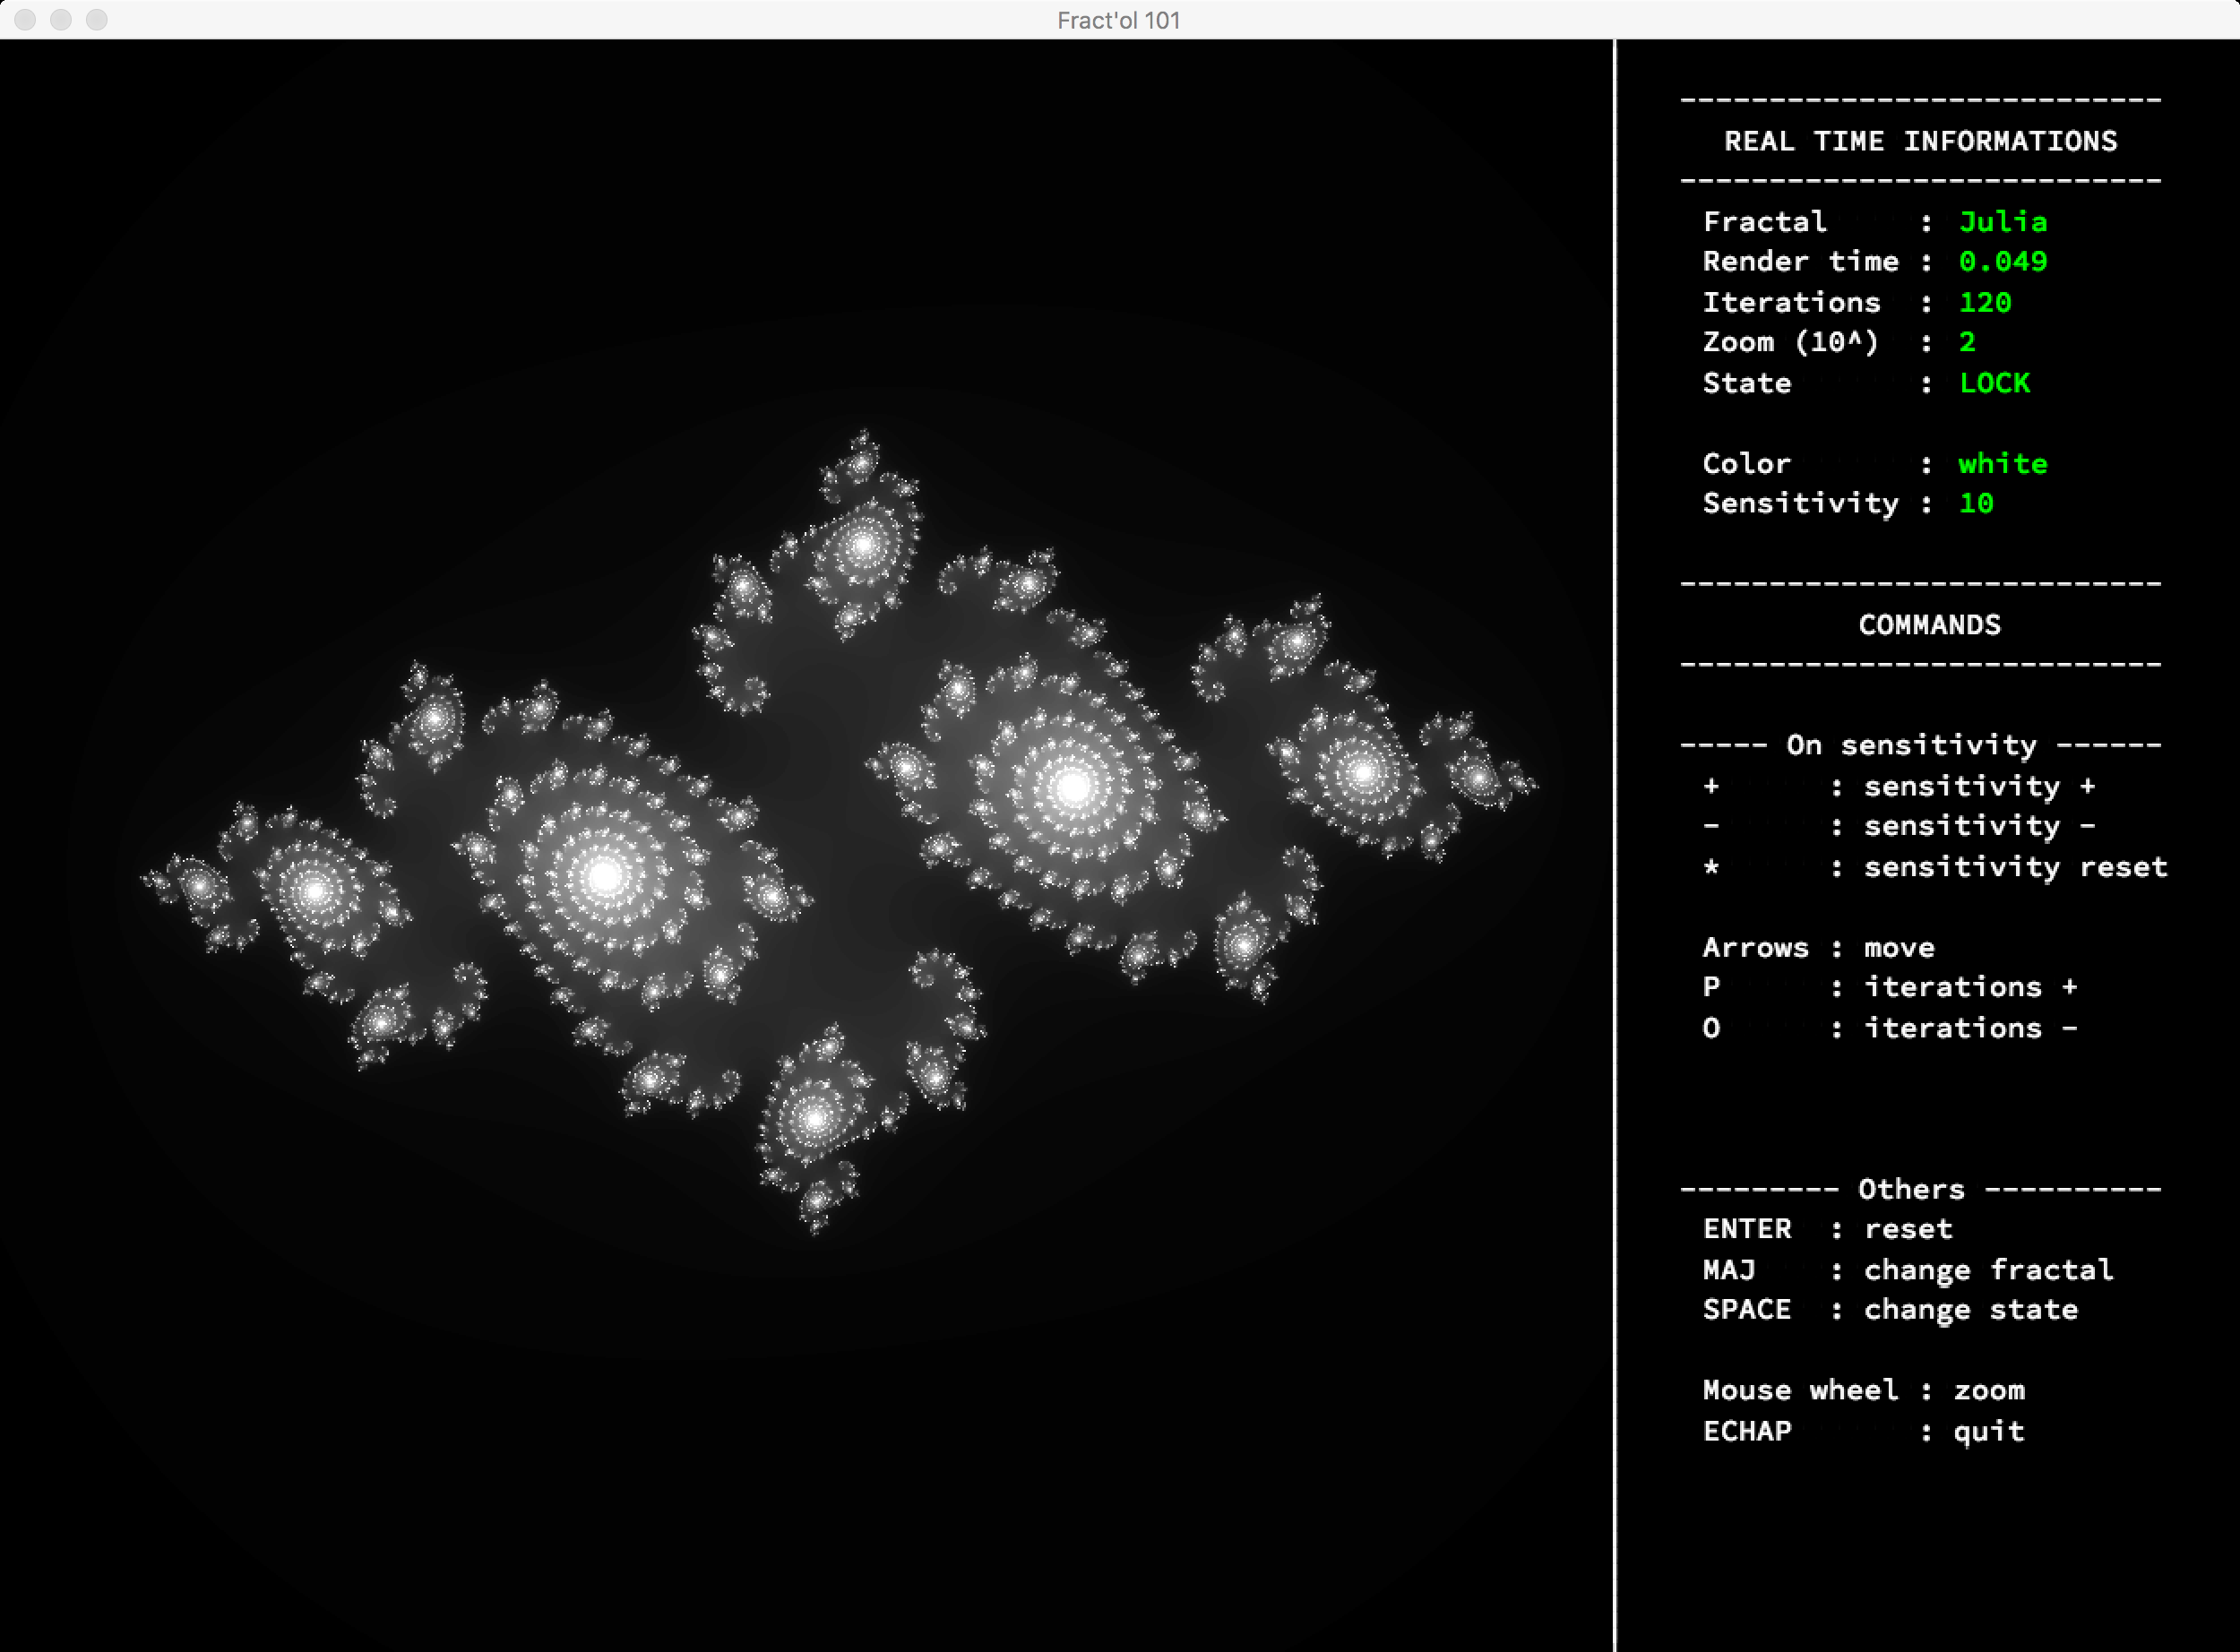 Fract'ol 101
---------------------------
REAL TIME INFORMATIONS
---------------------------
Fractal : Julia
Render time : 0.049
Iterations : 120
Zoom (10^) : 2
State : LOCK
Color : white
Sensitivity : 10
---------------------------
COMMANDS
---------------------------
----- On sensitivity ------
+ : sensitivity +
- : sensitivity -
* : sensitivity reset
Arrows : move
P : iterations +
O : iterations -
--------- Others ----------
ENTER : reset
MAJ : change fractal
SPACE : change state
Mouse wheel : zoom
ECHAP : quit